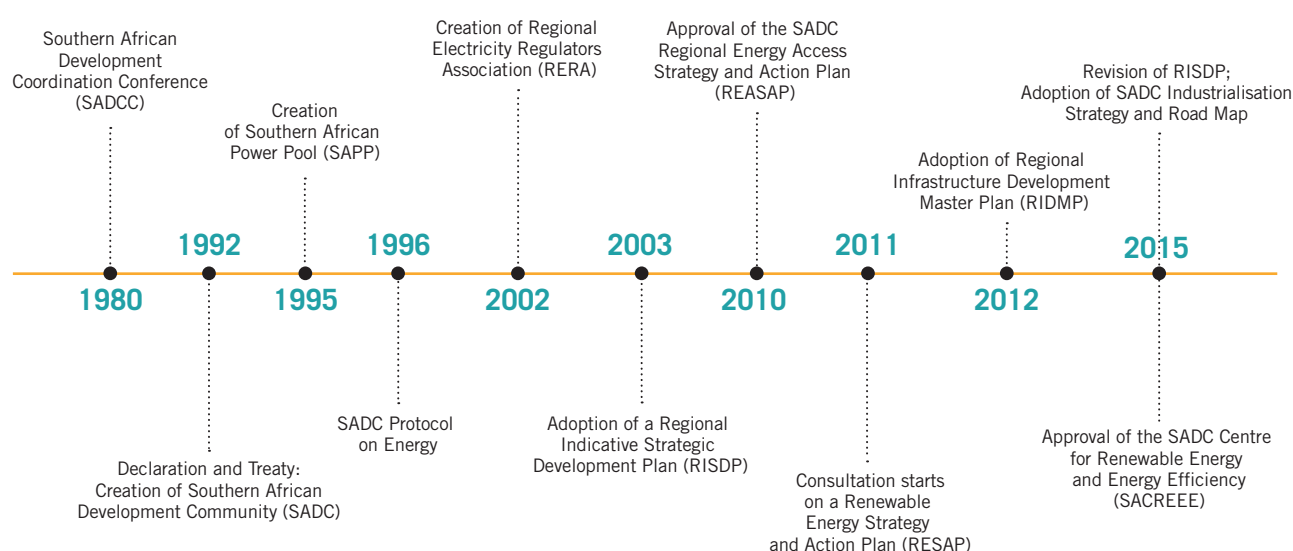 Southern African
Development
Coordination Conference
(SADCC)
1980
1992
Declaration and Treaty:
Creation of Southern African
Development Community (SADC)
Creation
of Southern African
Power Pool (SAPP)
1995
1996
SADC Protocol
on Energy
Creation of Regional
Electricity Regulators
Association (RERA)
2002
2003
Adoption of a Regional
Indicative Strategic
Development Plan (RISDP)
Approval of the SADC
Regional Energy Access
Strategy and Action Plan
(REASAP)
2010
2011
Consultation starts
on a Renewable
Energy Strategy
and Action Plan (RESAP)
Adoption of Regional
Infrastructure Development
Master Plan (RIDMP)
2012
Revision of RISDP;
Adoption of SADC Industrialisation
Strategy and Road Map
2015
Approval of the SADC Centre
for Renewable Energy
and Energy Efficiency
(SACREEE)